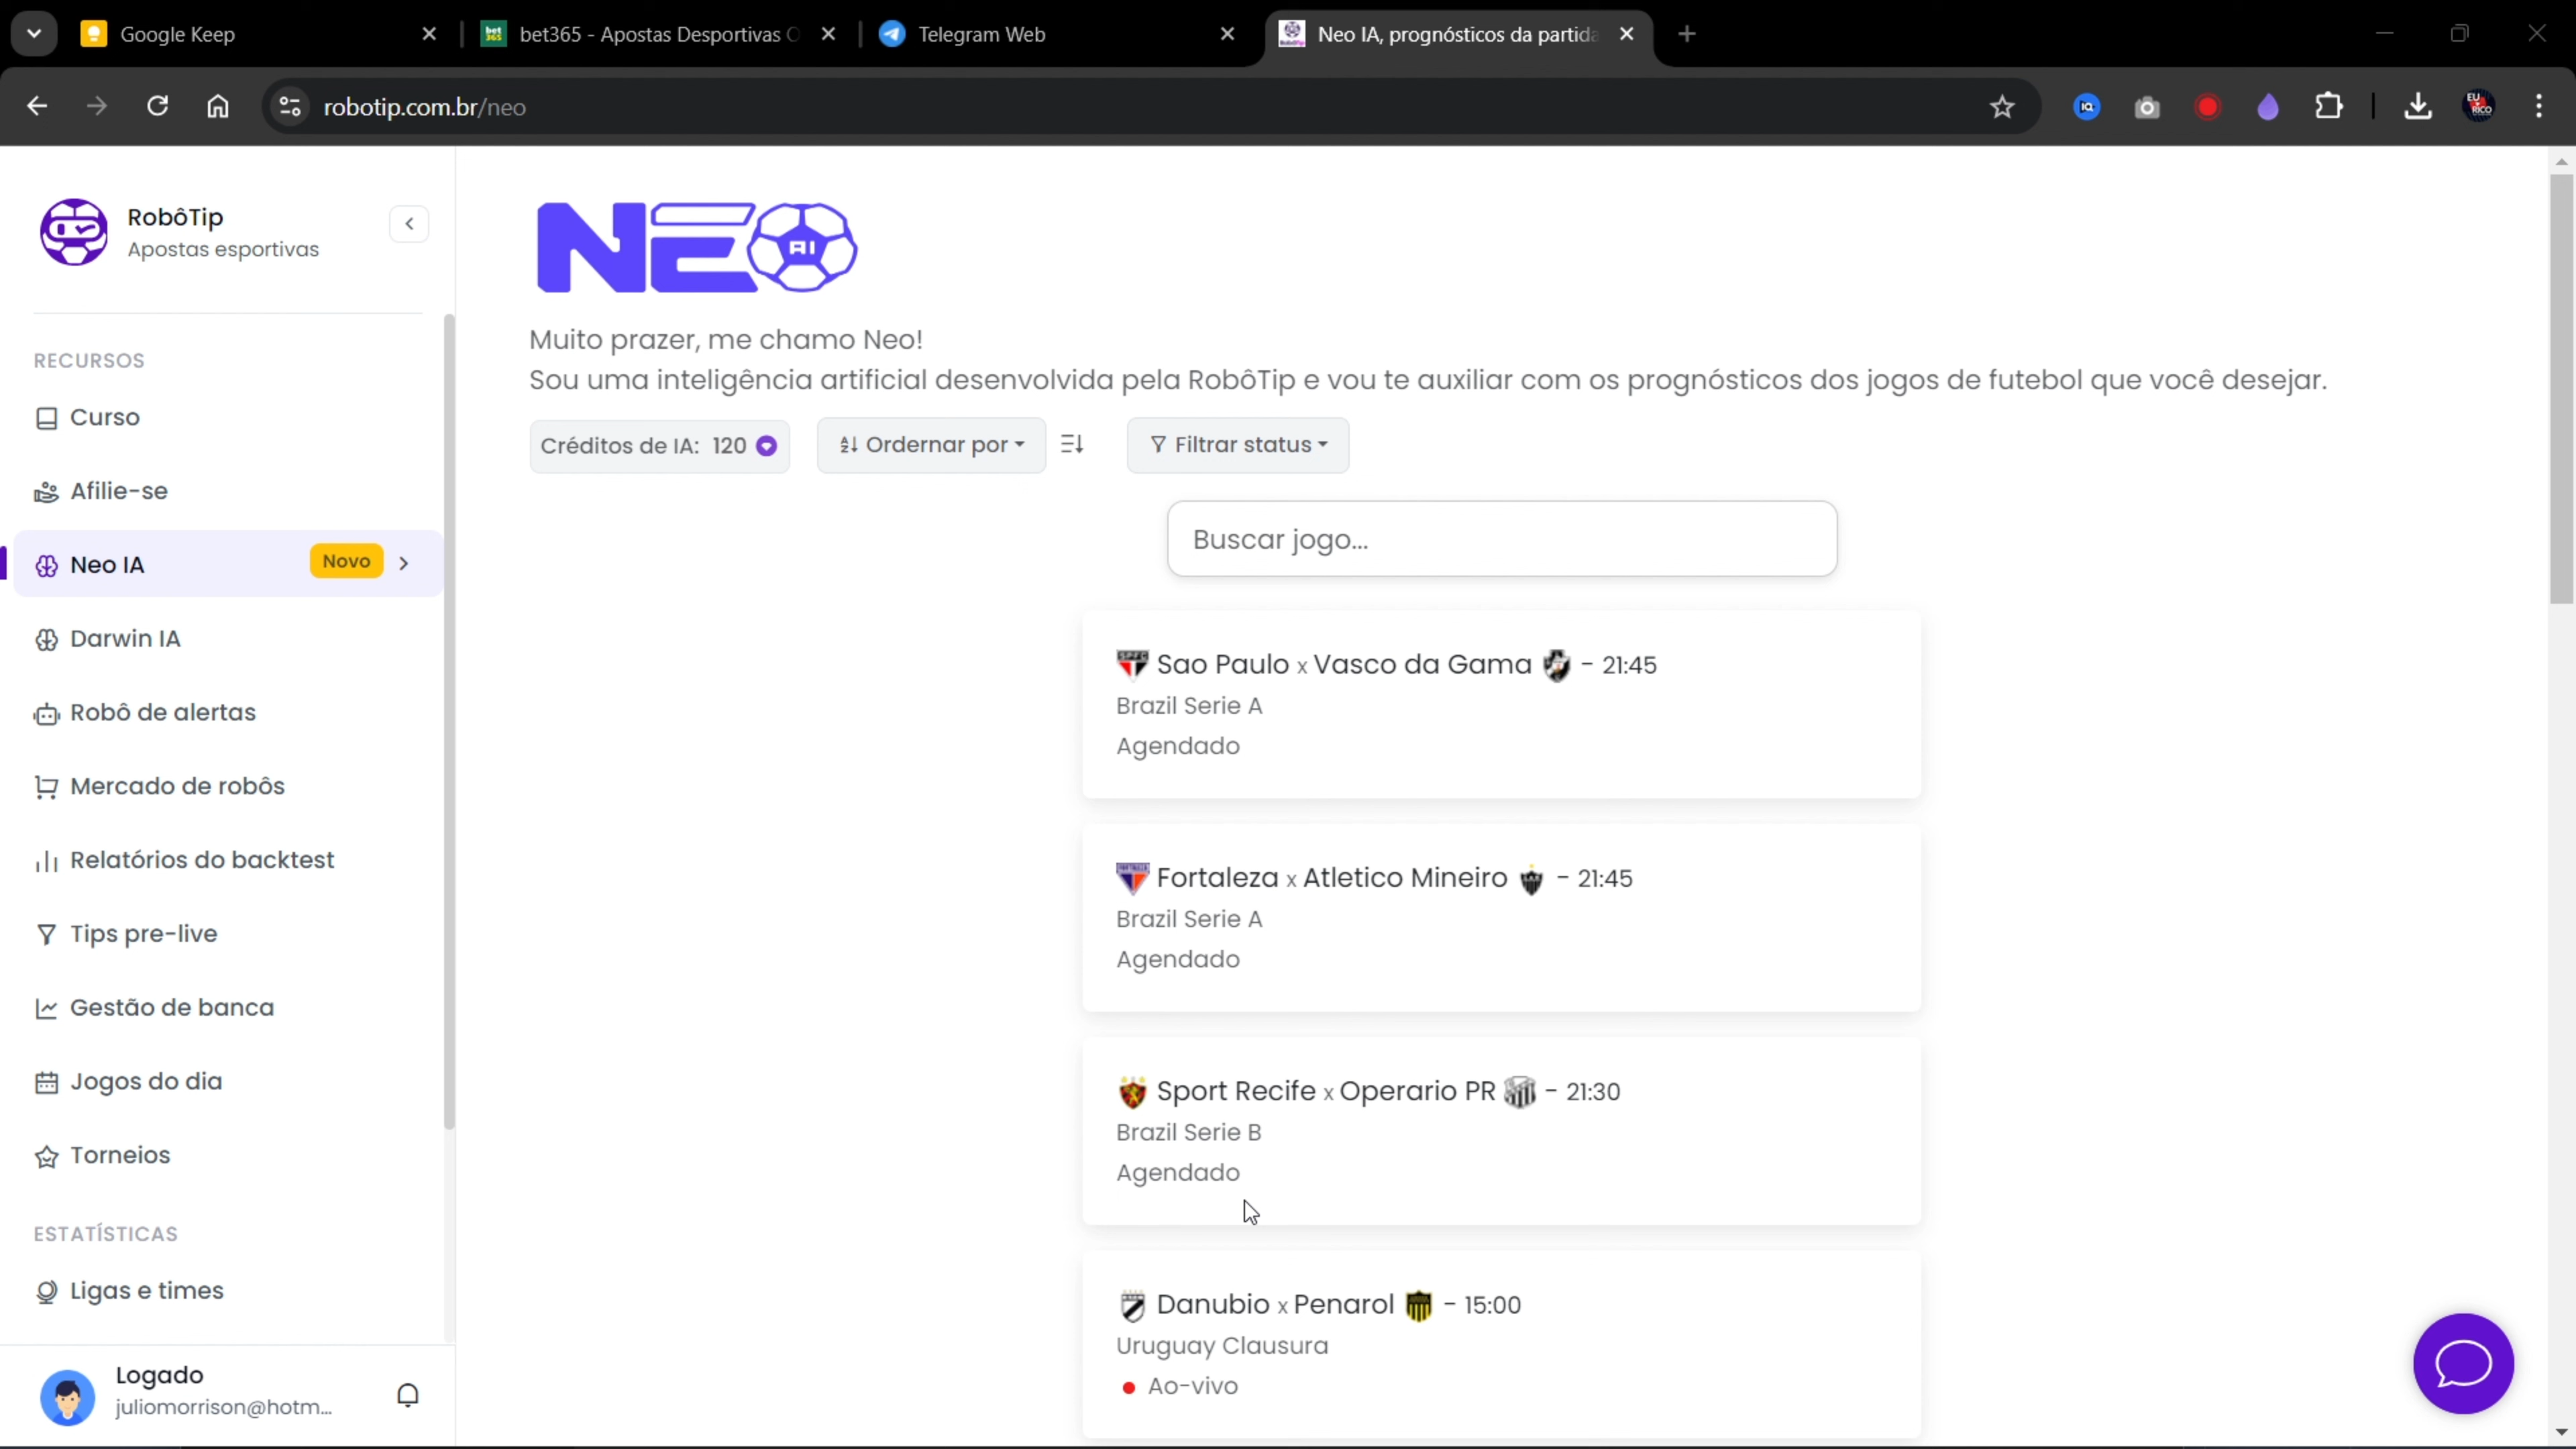 Google Keep
bet365 - Apostas Desportivas O
Telegram Web
Neo IA, prognósticos da partida
robotip.com.br/neo
RobôTip
Apostas esportivas
RECURSOS
Curso
Afilie-se
Neo IA
Novo
Darwin IA
Robô de alertas
Mercado de robôs
Relatórios do backtest
Tips pre-live
Gestão de banca
Jogos do dia
Torneios
ESTATÍSTICAS
Ligas e times
Logado
juliomorrison@hotm...
NEO AI
Muito prazer, me chamo Neo!
Sou uma inteligência artificial desenvolvida pela RobôTip e vou te auxiliar com os prognósticos dos jogos de futebol que você desejar.
Créditos de IA: 120
Ordernar por
Filtrar status
Buscar jogo...
Sao Paulo x Vasco da Gama - 21:45
Brazil Serie A
Agendado
Fortaleza x Atletico Mineiro - 21:45
Brazil Serie A
Agendado
Sport Recife x Operario PR - 21:30
Brazil Serie B
Agendado
Danubio x Penarol - 15:00
Uruguay Clausura
Ao-vivo